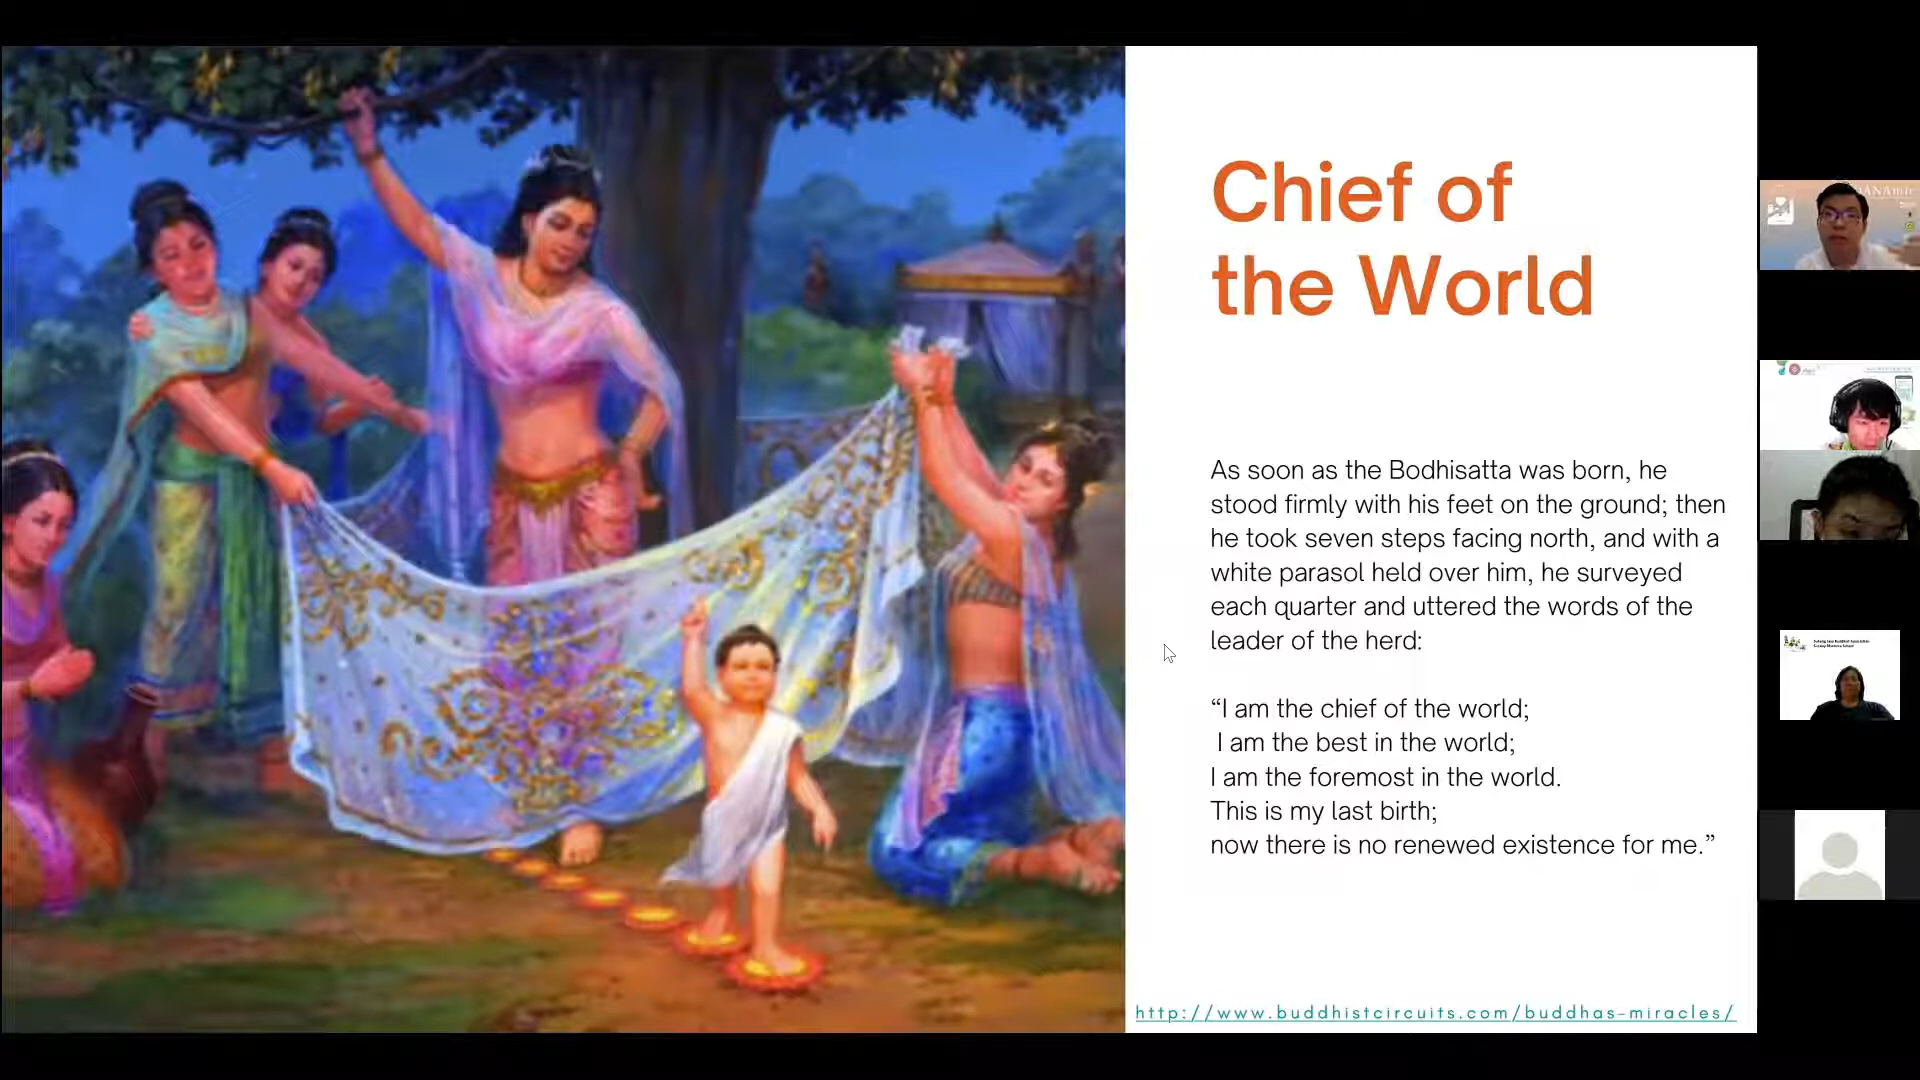 Chief of
the World
As soon as the Bodhisatta was born, he
stood firmly with his feet on the ground; then
he took seven steps facing north, and with a
white parasol held over him, he surveyed
each quarter and uttered the words of the
leader of the herd:
“I am the chief of the world;
I am the best in the world;
I am the foremost in the world.
This is my last birth;
now there is no renewed existence for me.”
http://www.buddhistcircuits.com/buddhas-miracles/